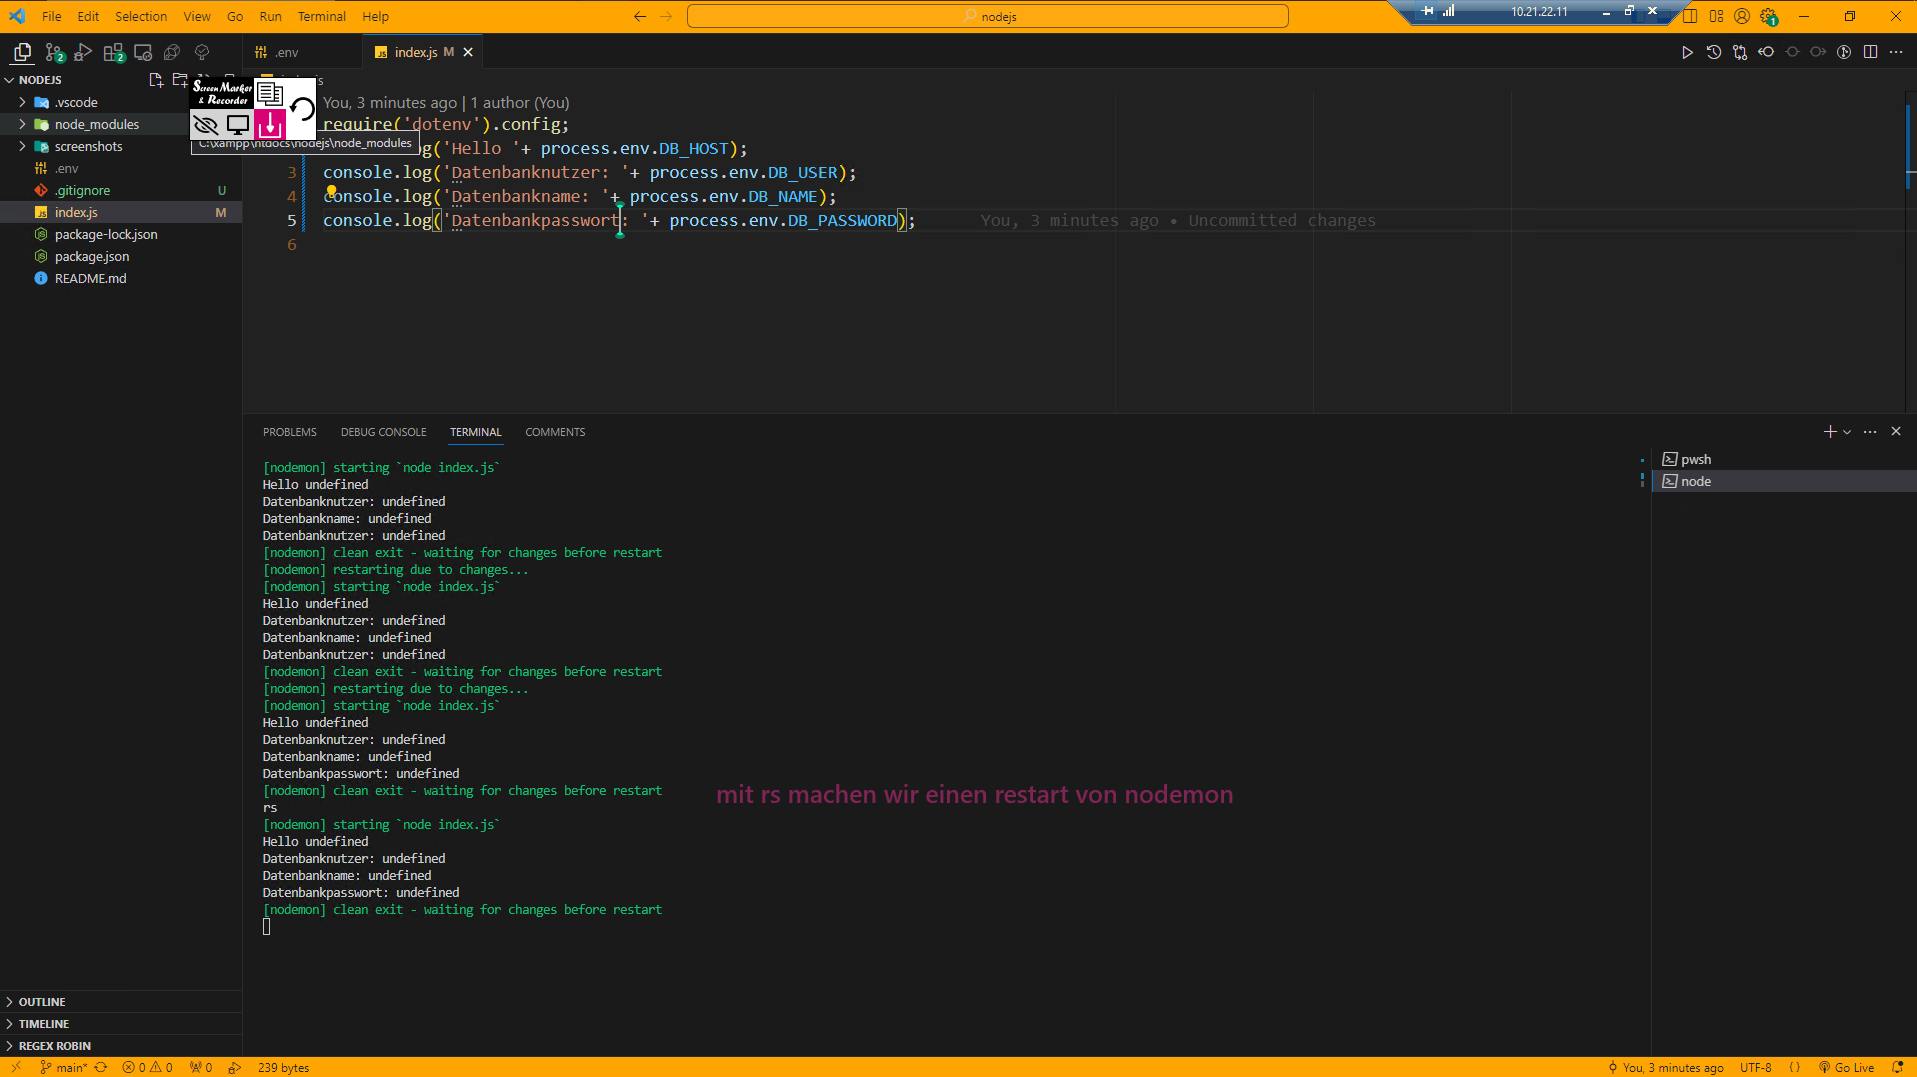 File Edit Selection View Go Run Terminal Help
nodejs
10.21.22.11
.env
index.js M
NODEJS
.vscode
node_modules
screenshots
.env
.gitignore U
index.js M
package-lock.json
package.json
README.md
Screen Marker
& Recorder
C:\xampp\htdocs\nodejs\node_modules
You, 3 minutes ago | 1 author (You)
require('dotenv').config;
g('Hello '+ process.env.DB_HOST);
3 console.log('Datenbanknutzer: '+ process.env.DB_USER);
4 console.log('Datenbankname: '+ process.env.DB_NAME);
5 console.log('Datenbankpasswort: '+ process.env.DB_PASSWORD); You, 3 minutes ago • Uncommitted changes
6
PROBLEMS DEBUG CONSOLE TERMINAL COMMENTS
pwsh
node
[nodemon] starting `node index.js`
Hello undefined
Datenbanknutzer: undefined
Datenbankname: undefined
Datenbanknutzer: undefined
[nodemon] clean exit - waiting for changes before restart
[nodemon] restarting due to changes...
[nodemon] starting `node index.js`
Hello undefined
Datenbanknutzer: undefined
Datenbankname: undefined
Datenbanknutzer: undefined
[nodemon] clean exit - waiting for changes before restart
[nodemon] restarting due to changes...
[nodemon] starting `node index.js`
Hello undefined
Datenbanknutzer: undefined
Datenbankname: undefined
Datenbankpasswort: undefined
[nodemon] clean exit - waiting for changes before restart
rs
mit rs machen wir einen restart von nodemon
[nodemon] starting `node index.js`
Hello undefined
Datenbanknutzer: undefined
Datenbankname: undefined
Datenbankpasswort: undefined
[nodemon] clean exit - waiting for changes before restart
OUTLINE
TIMELINE
REGEX ROBIN
main* 0 0 0 239 bytes
You, 3 minutes ago UTF-8 {} Go Live